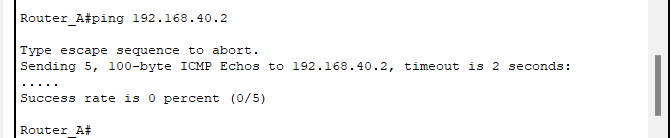 Router_A#ping 192.168.40.2
Type escape sequence to abort.
Sending 5, 100-byte ICMP Echos to 192.168.40.2, timeout is 2 seconds:
.....
Success rate is 0 percent (0/5)
Router_A#